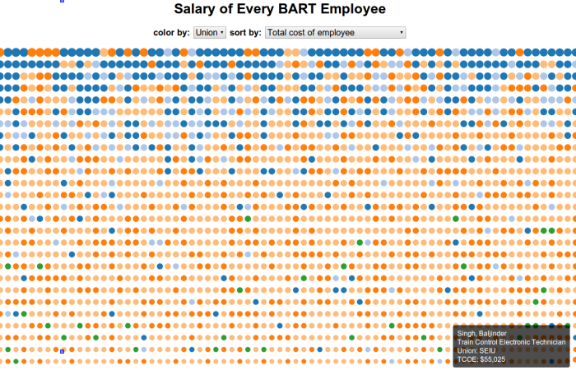 Salary of Every BART Employee
color by: Union sort by: Total cost of employee
Singh, Baljinder
Train Control Electronic Technician
Union: SEIU
TCOE: $55,025